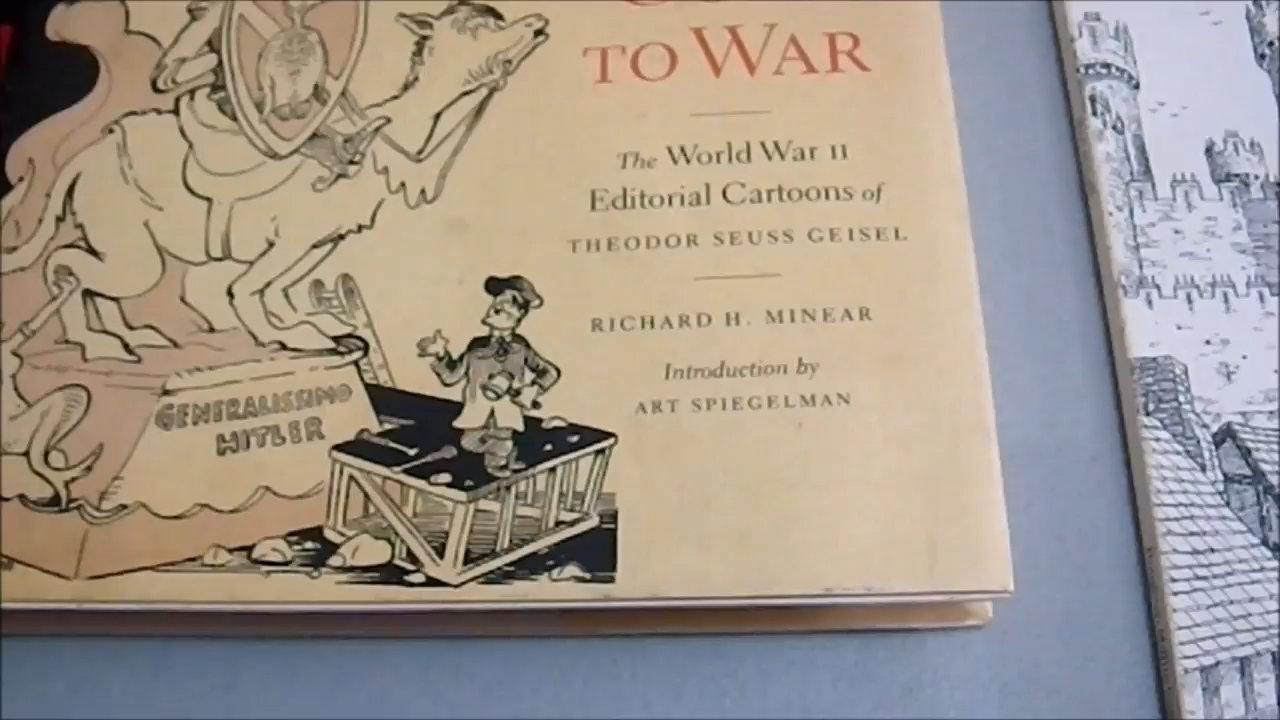 TO WAR
The World War II
Editorial Cartoons of
THEODOR SEUSS GEISEL
RICHARD H. MINEAR
Introduction by
ART SPIEGELMAN
GENERALISSIMO
HITLER